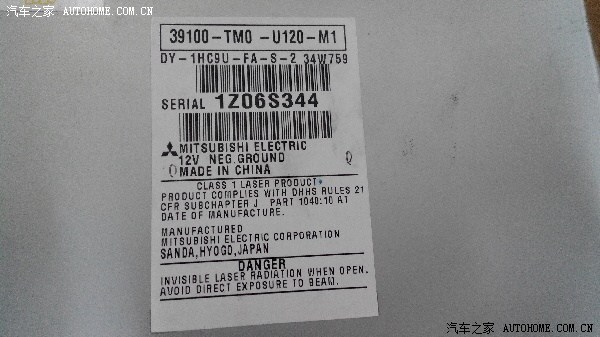 汽车之家 AUTOHOME.COM.CN
39100-TM0 -U120-M1
DY-1HC9U-FA-S-2 34W759
SERIAL 1Z06S344
MITSUBISHI ELECTRIC
12V NEG.GROUND
MADE IN CHINA
CLASS 1 LASER PRODUCT
PRODUCT COMPLIES WITH DHHS RULES 21
CFR SUBCHAPTER J PART 1040:10 AT
DATE OF MANUFACTURE.
MANUFACTURED
MITSUBISHI ELECTRIC CORPORATION
SANDA,HYOGO,JAPAN
DANGER
INVISIBLE LASER RADIATION WHEN OPEN.
AVOID DIRECT EXPOSURE TO BEAM.
汽车之家 AUTOHOME.COM.CN